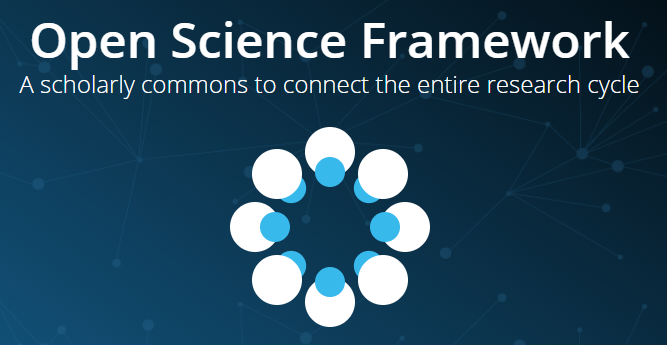 Open Science Framework
A scholarly commons to connect the entire research cycle